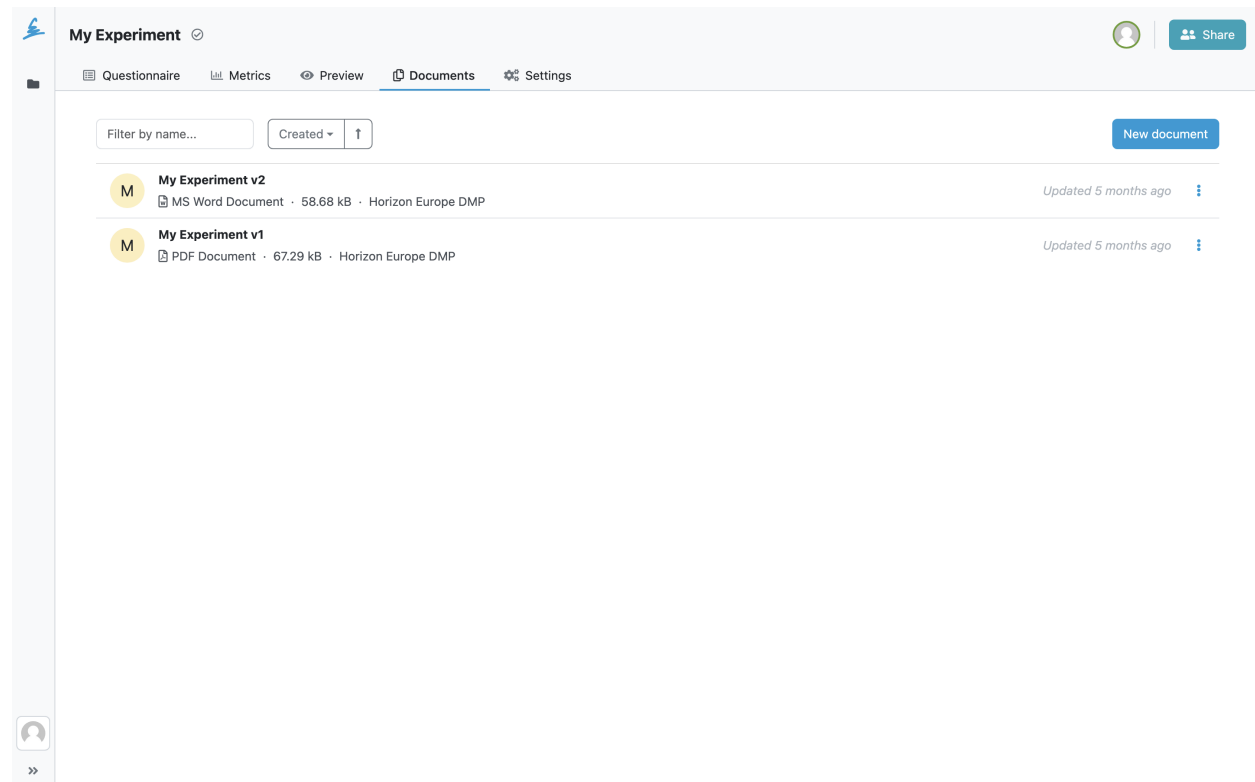 My Experiment
Share
Questionnaire Metrics Preview Documents Settings
Filter by name... Created New document
My Experiment v2
MS Word Document · 58.68 kB · Horizon Europe DMP
Updated 5 months ago
My Experiment v1
PDF Document · 67.29 kB · Horizon Europe DMP
Updated 5 months ago
M
M